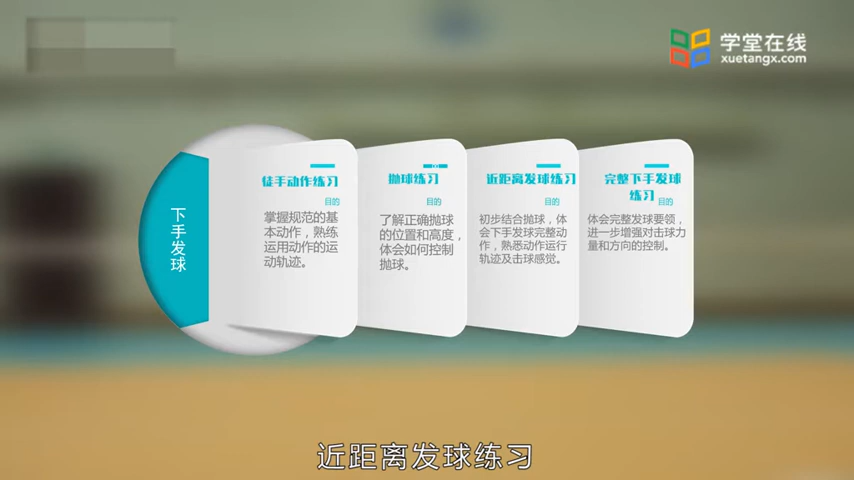 学堂在线
xuetangx.com
下手发球
徒手动作练习
目的
掌握规范的基
本动作，熟练
运用动作的运
动轨迹。
抛球练习
目的
了解正确抛球
的位置和高度，
体会如何控制
抛球。
近距离发球练习
目的
初步结合抛球，体
会下手发球完整动
作，熟悉动作运行
轨迹及击球感觉。
完整下手发球
练习
目的
体会完整发球要领，
进一步增强对击球力
量和方向的控制。
近距离发球练习